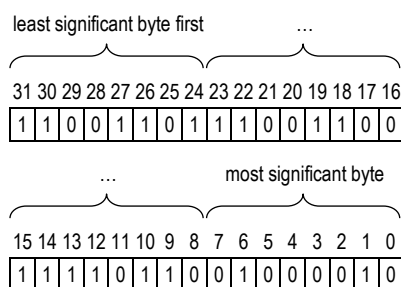 least significant byte first ...
31 30 29 28 27 26 25 24 23 22 21 20 19 18 17 16
1 1 0 0 1 1 0 1 1 1 0 0 1 1 0 0
... most significant byte
15 14 13 12 11 10 9 8 7 6 5 4 3 2 1 0
1 1 1 1 0 1 1 0 0 1 0 0 0 0 1 0